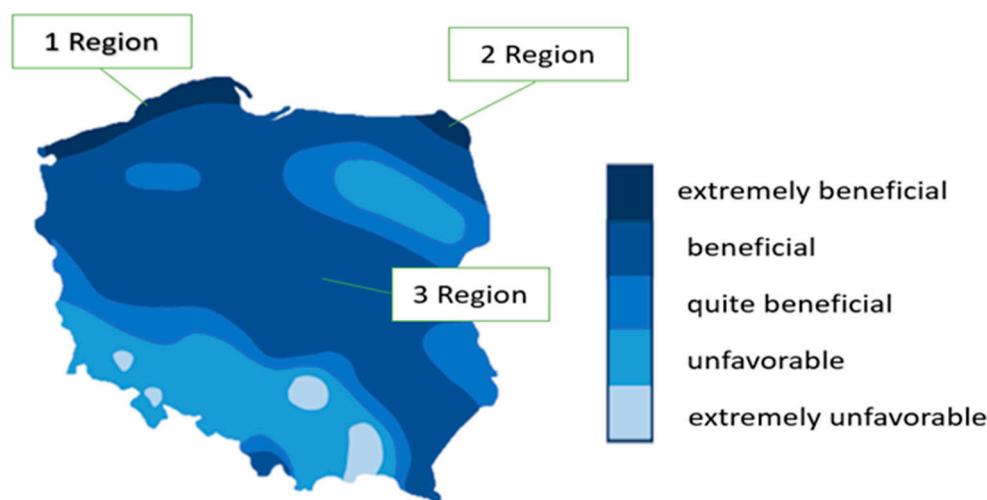 1 Region
2 Region
3 Region
extremely beneficial
beneficial
quite beneficial
unfavorable
extremely unfavorable